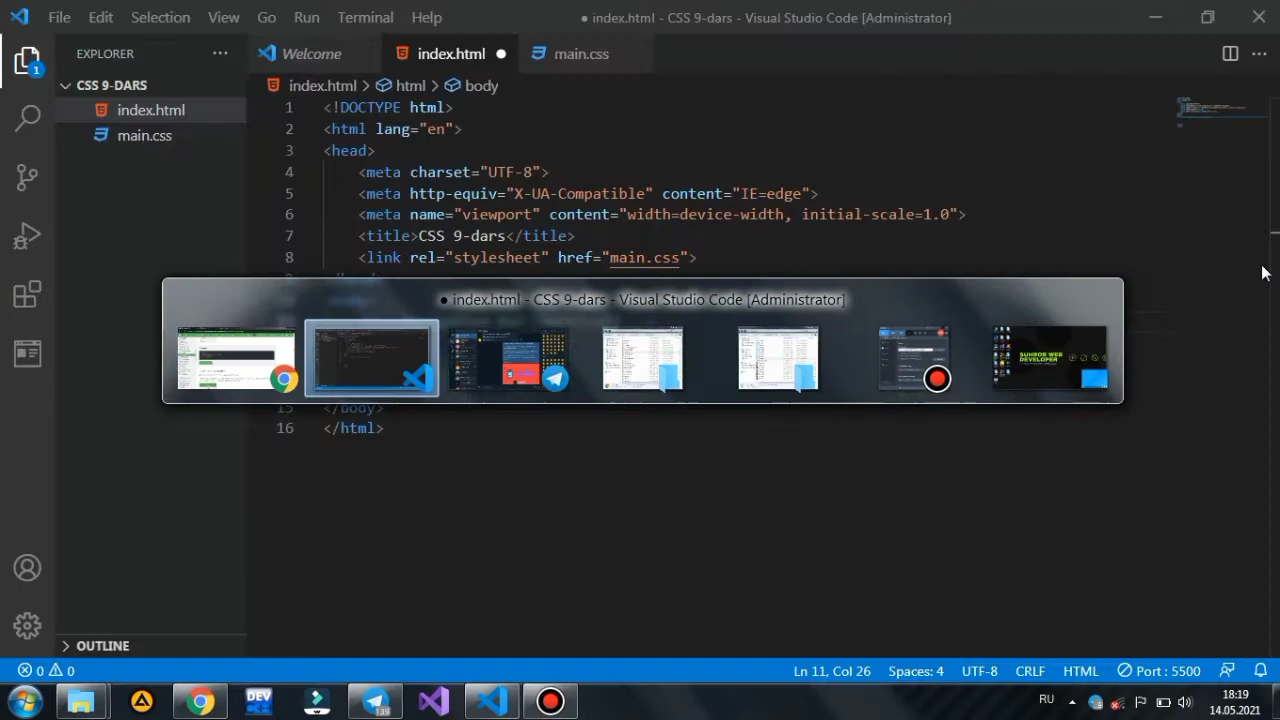 File Edit Selection View Go Run Terminal Help
● index.html - CSS 9-dars - Visual Studio Code [Administrator]
EXPLORER
Welcome
index.html
main.css
1
CSS 9-DARS
index.html
main.css
index.html > html > body
1 <!DOCTYPE html>
2 <html lang="en">
3 <head>
4 <meta charset="UTF-8">
5 <meta http-equiv="X-UA-Compatible" content="IE=edge">
6 <meta name="viewport" content="width=device-width, initial-scale=1.0">
7 <title>CSS 9-dars</title>
8 <link rel="stylesheet" href="main.css">
● index.html - CSS 9-dars - Visual Studio Code [Administrator]
SUHROB WEB
DEVELOPER
15 </body>
16 </html>
OUTLINE
0 0
Ln 11, Col 26 Spaces: 4 UTF-8 CRLF HTML Port : 5500
DEV
139
RU
18:19
14.05.2021